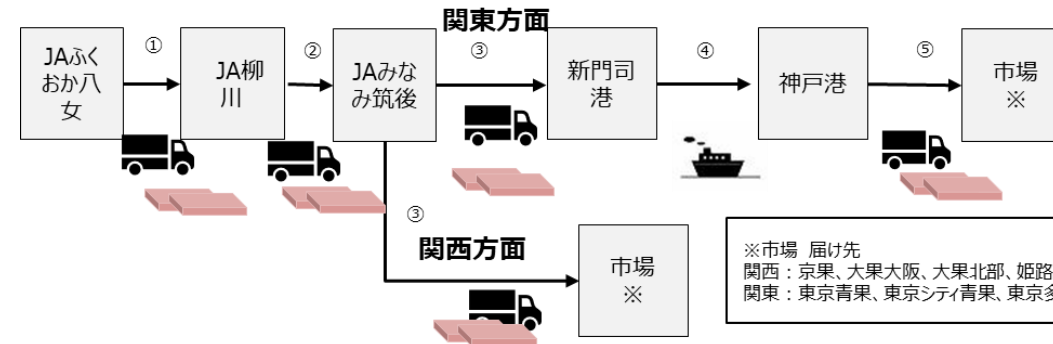 関東方面
JAふく
おか八
女
①
JA柳
川
②
JAみな
み筑後
③
新門司
港
④
神戸港
⑤
市場
※
③
関西方面
市場
※
※市場 届け先
関西：京果、大果大阪、大果北部、姫路
関東：東京青果、東京シティ青果、東京多